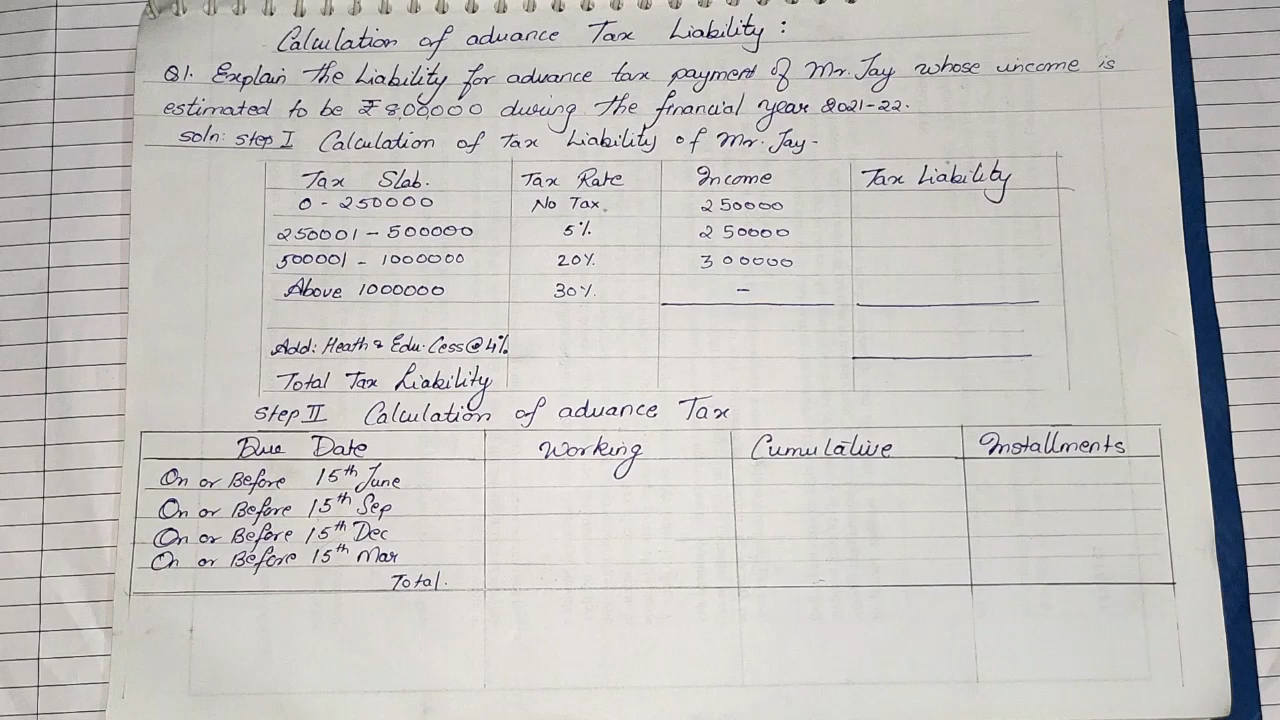 Calculation of advance Tax Liability:
Q1. Explain the Liability for advance tax payment of Mr. Jay whose income is
estimated to be ₹8,00,000 during the financial year 2021-22.
Soln: Step I Calculation of Tax Liability of Mr. Jay-
Tax Slab. Tax Rate Income Tax Liability
0 - 250000 No Tax. 250000
250001 - 500000 5% 250000
500001 - 1000000 20% 300000
Above 1000000 30% -
Add: Heath & Edu. Cess @ 4%
Total Tax Liability
Step II Calculation of advance Tax
Due Date Working Cumulative Installments
On or Before 15th June
On or Before 15th Sep
On or Before 15th Dec
On or Before 15th Mar
Total.